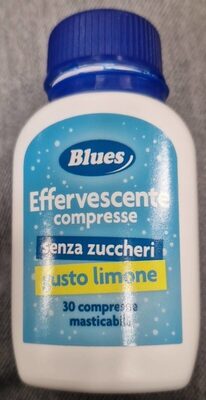 Blues
Effervescente
compresse
senza zuccheri
gusto limone
30 compresse
masticabili